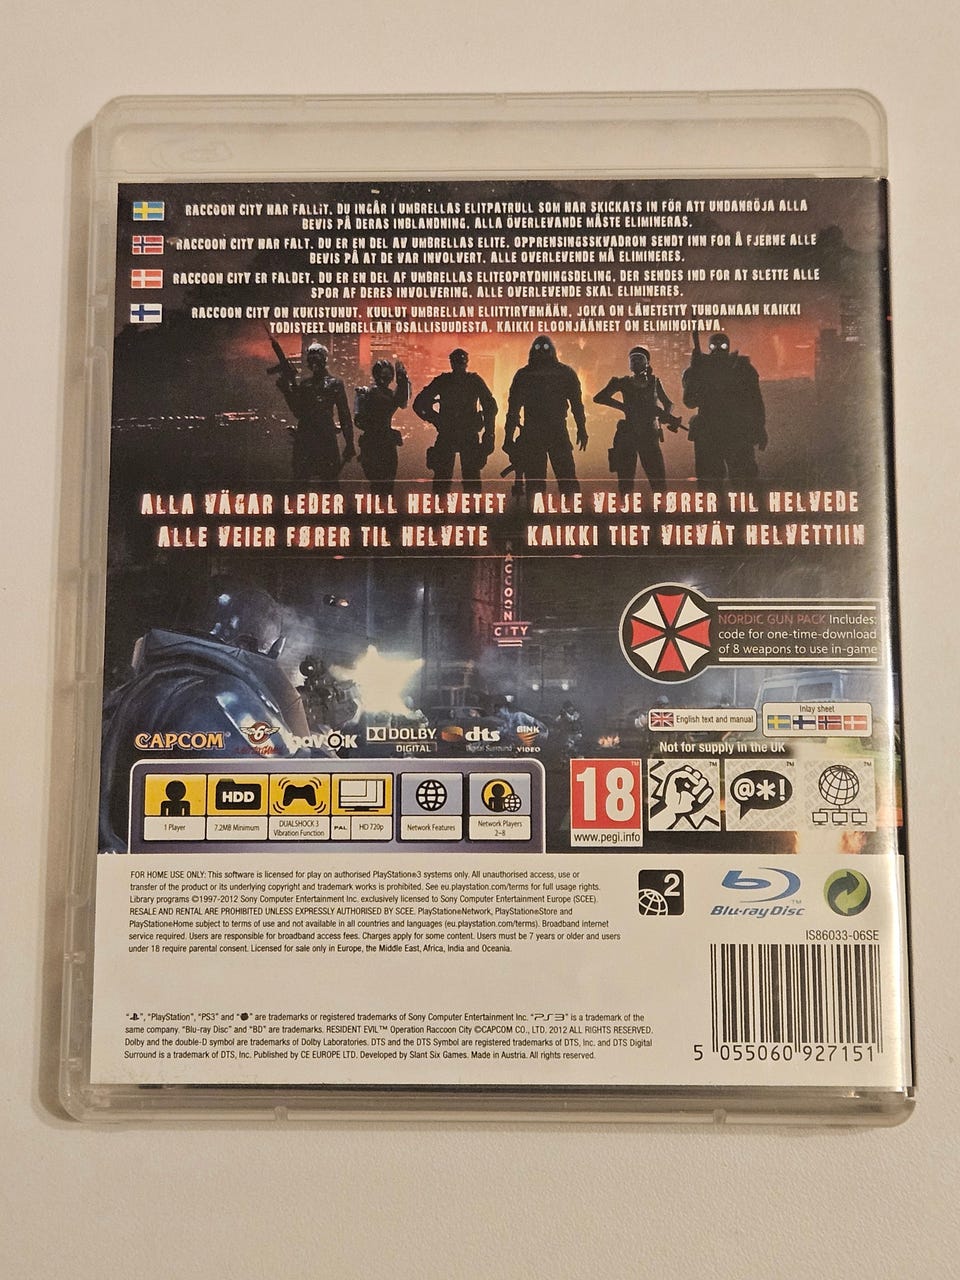 RACCOON CITY HAR FALLIT. DU INGÅR I UMBRELLAS ELITPATRULL SOM HAR SKICKATS IN FÖR ATT UNDANRÖJA ALLA
BEVIS PÅ DERAS INBLANDNING. ALLA ÖVERLEVANDE MÅSTE ELIMINERAS.
RACCOON CITY HAR FALT. DU ER EN DEL AV UMBRELLAS ELITE. OPPRENSINGSSKVADRON SENDT INN FOR Å FJERNE ALLE
BEVIS PÅ AT DE VAR INVOLVERT. ALLE OVERLEVENDE MÅ ELIMINERES.
RACCOON CITY ER FALDET. DU ER EN DEL AF UMBRELLAS ELITEOPRYDNINGSDELING, DER SENDES IND FOR AT SLETTE ALLE
SPOR AF DERES INVOLVERING. ALLE OVERLEVENDE SKAL ELIMINERES.
RACCOON CITY ON KUKISTUNUT. KUULUT UMBRELLAN ELIITTIRYHMÄÄN, JOKA ON LÄHETETTY TUHOAMAAN KAIKKI
TODISTEET UMBRELLAN OSALLISUUDESTA. KAIKKI ELOONJÄÄNEET ON ELIMINOITAVA.
ALLA VÄGAR LEDER TILL HELVETET ALLE VEJE FØRER TIL HELVEDE
ALLE VEIER FØRER TIL HELVETE KAIKKI TIET VIEVÄT HELVETTIIN
RACCOON
CITY
NORDIC GUN PACK Includes:
code for one-time-download
of 8 weapons to use in-game
English text and manual
Inlay sheet
Not for supply in the UK
CAPCOM
6
havok
DOLBY
DIGITAL
dts
Digital Surround
BINK
VIDEO
1 Player
HDD
7.2MB Minimum
DUALSHOCK 3
Vibration Function
PAL
HD 720p
Network Features
Network Players
2-8
18
www.pegi.info
@*!
FOR HOME USE ONLY: This software is licensed for play on authorised PlayStation®3 systems only. All unauthorised access, use or
transfer of the product or its underlying copyright and trademark works is prohibited. See eu.playstation.com/terms for full usage rights.
Library programs ©1997-2012 Sony Computer Entertainment Inc. exclusively licensed to Sony Computer Entertainment Europe (SCEE).
RESALE AND RENTAL ARE PROHIBITED UNLESS EXPRESSLY AUTHORISED BY SCEE. PlayStation®Network, PlayStation®Store and
PlayStation®Home subject to terms of use and not available in all countries and languages (eu.playstation.com/terms). Broadband internet
service required. Users are responsible for broadband access fees. Charges apply for some content. Users must be 7 years or older and users
under 18 require parental consent. Licensed for sale only in Europe, the Middle East, Africa, India and Oceania.
2
Blu-ray Disc™
IS86033-06SE
"", "PlayStation", "PS3" and "" are trademarks or registered trademarks of Sony Computer Entertainment Inc. "PS3" is a trademark of the
same company. "Blu-ray Disc" and "BD" are trademarks. RESIDENT EVIL™ Operation Raccoon City ©CAPCOM CO., LTD. 2012 ALL RIGHTS RESERVED.
Dolby and the double-D symbol are trademarks of Dolby Laboratories. DTS and the DTS Symbol are registered trademarks of DTS, Inc. and DTS Digital
Surround is a trademark of DTS, Inc. Published by CE EUROPE LTD. Developed by Slant Six Games. Made in Austria. All rights reserved.
5 055060 927151